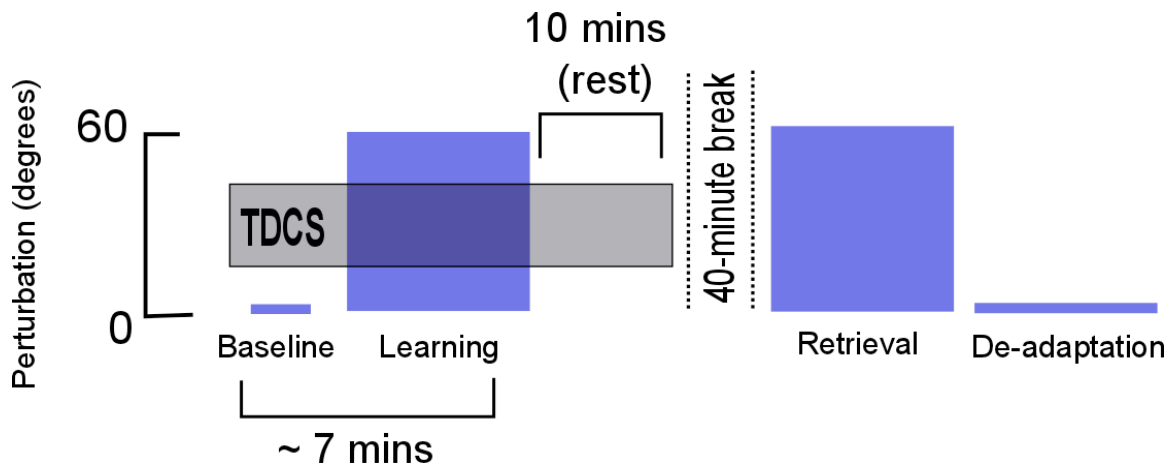 10 mins
(rest)
Perturbation (degrees)
60
0
TDCS
40-minute break
Baseline
Learning
Retrieval
De-adaptation
~ 7 mins